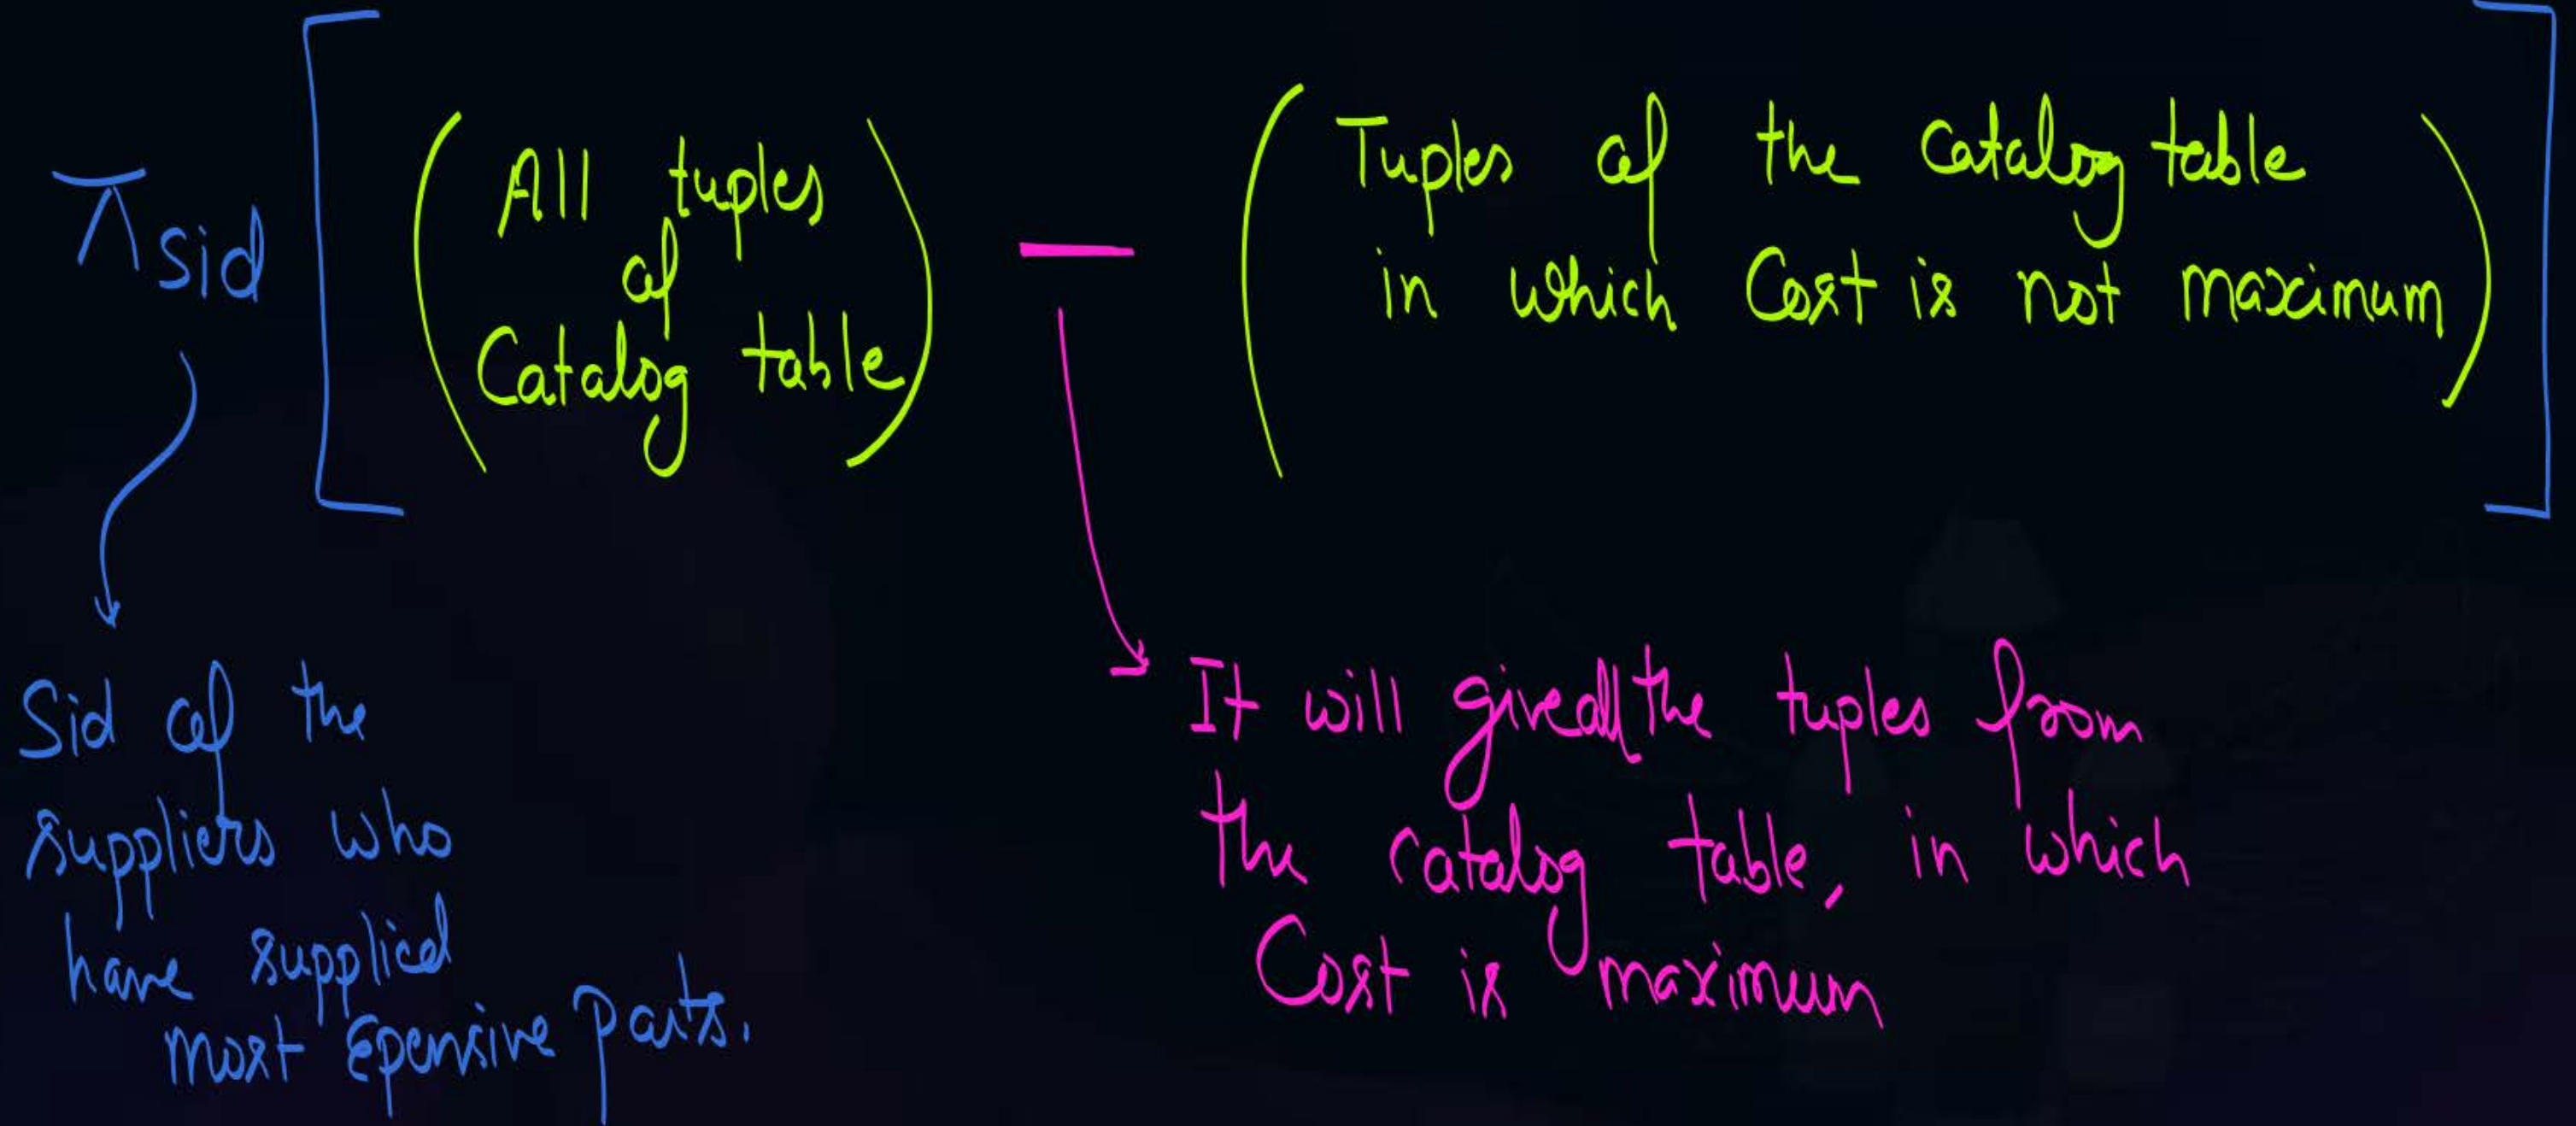 π sid [ ( All tuples
of
Catalog table ) — ( Tuples of the Catalog table
in which Cost is not maximum ) ]
Sid of the
suppliers who
have supplied
most Epensive Parts.
It will give all the tuples from
the catalog table, in which
Cost is maximum